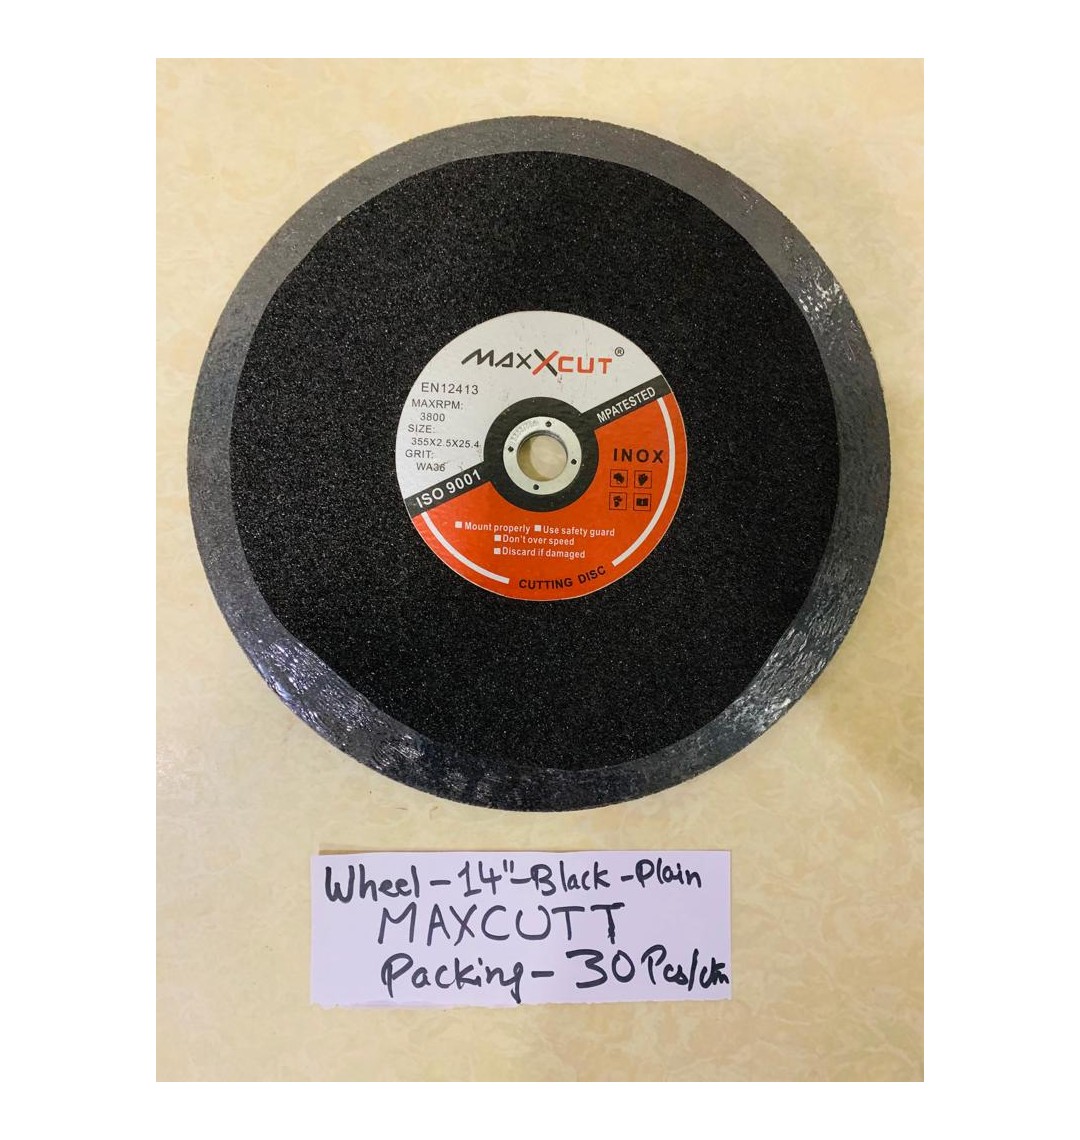 MAXXCUT®
EN12413
MAXRPM:
3800
SIZE:
355X2.5X25.4
GRIT:
WA36
ISO 9001
MPATESTED
INOX
Mount properly Use safety guard
Don't over speed
Discard if damaged
CUTTING DISC
Wheel-14"-Black-Plain
MAXCUTT
Packing-30 Pcs/ctn